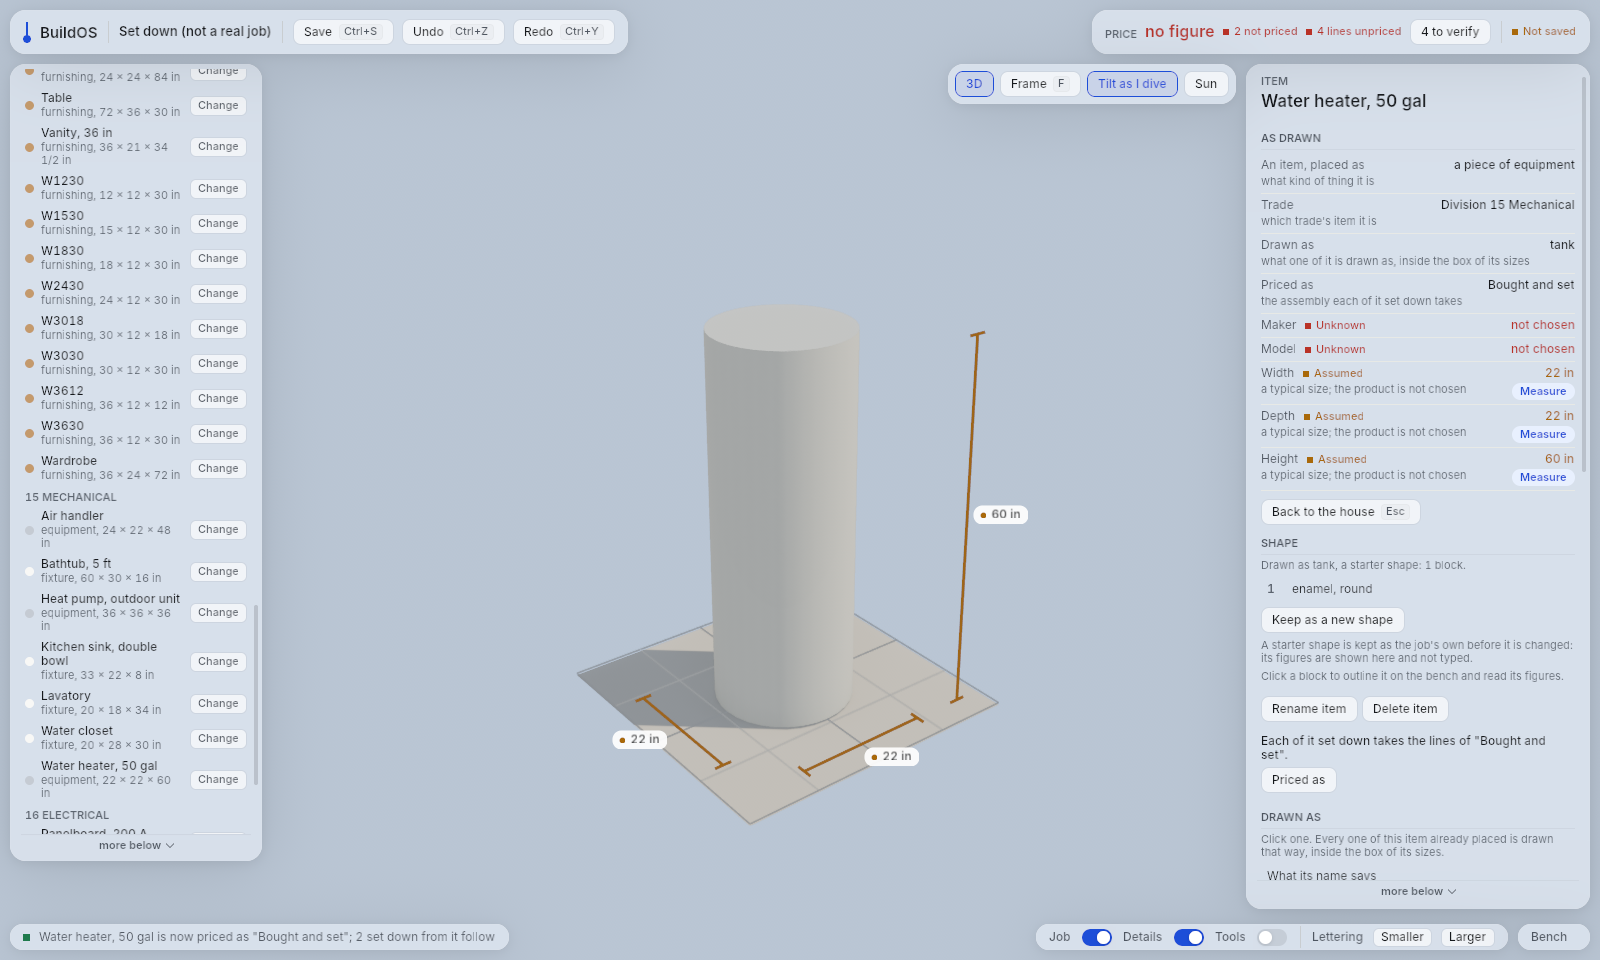 BuildOS
Set down (not a real job)
Save Ctrl+S
Undo Ctrl+Z
Redo Ctrl+Y
PRICE no figure
2 not priced
4 lines unpriced
4 to verify
Not saved
furnishing, 24 × 24 × 84 in
Change
Table
furnishing, 72 × 36 × 30 in
Change
Vanity, 36 in
furnishing, 36 × 21 × 34
1/2 in
Change
W1230
furnishing, 12 × 12 × 30 in
Change
W1530
furnishing, 15 × 12 × 30 in
Change
W1830
furnishing, 18 × 12 × 30 in
Change
W2430
furnishing, 24 × 12 × 30 in
Change
W3018
furnishing, 30 × 12 × 18 in
Change
W3030
furnishing, 30 × 12 × 30 in
Change
W3612
furnishing, 36 × 12 × 12 in
Change
W3630
furnishing, 36 × 12 × 30 in
Change
Wardrobe
furnishing, 36 × 24 × 72 in
Change
15 MECHANICAL
Air handler
equipment, 24 × 22 × 48
in
Change
Bathtub, 5 ft
fixture, 60 × 30 × 16 in
Change
Heat pump, outdoor unit
equipment, 36 × 36 × 36
in
Change
Kitchen sink, double
bowl
fixture, 33 × 22 × 8 in
Change
Lavatory
fixture, 20 × 18 × 34 in
Change
Water closet
fixture, 20 × 28 × 30 in
Change
Water heater, 50 gal
equipment, 22 × 22 × 60
in
Change
16 ELECTRICAL
Panelboard, 200 A
more below
3D
Frame F
Tilt as I dive
Sun
60 in
22 in
22 in
ITEM
Water heater, 50 gal
AS DRAWN
An item, placed as a piece of equipment
what kind of thing it is
Trade Division 15 Mechanical
which trade's item it is
Drawn as tank
what one of it is drawn as, inside the box of its sizes
Priced as Bought and set
the assembly each of it set down takes
Maker Unknown not chosen
Model Unknown not chosen
Width Assumed 22 in
a typical size; the product is not chosen Measure
Depth Assumed 22 in
a typical size; the product is not chosen Measure
Height Assumed 60 in
a typical size; the product is not chosen Measure
Back to the house Esc
SHAPE
Drawn as tank, a starter shape: 1 block.
1 enamel, round
Keep as a new shape
A starter shape is kept as the job's own before it is changed:
its figures are shown here and not typed.
Click a block to outline it on the bench and read its figures.
Rename item Delete item
Each of it set down takes the lines of "Bought and
set".
Priced as
DRAWN AS
Click one. Every one of this item already placed is drawn
that way, inside the box of its sizes.
What its name says
more below
Water heater, 50 gal is now priced as "Bought and set"; 2 set down from it follow
Job
Details
Tools
Lettering
Smaller
Larger
Bench